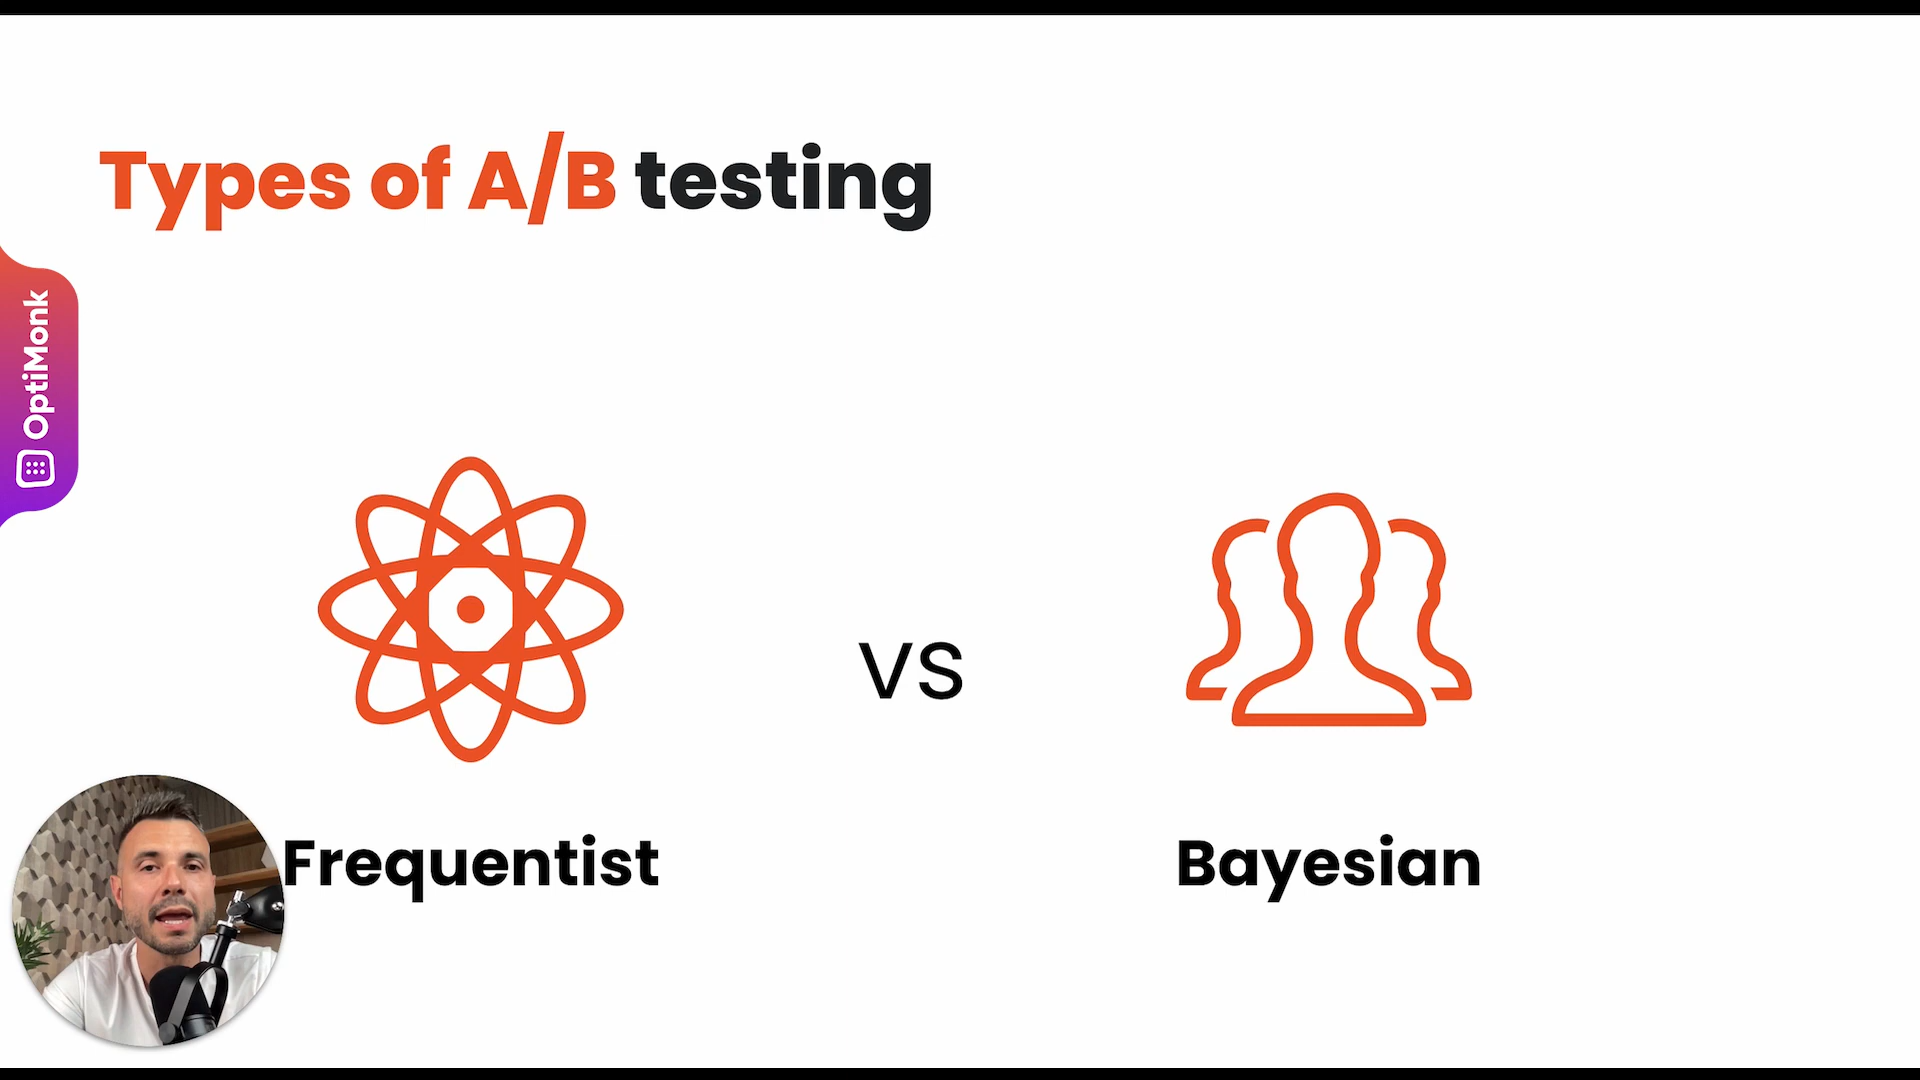 Types of A/B testing
OptiMonk
VS
Frequentist
Bayesian